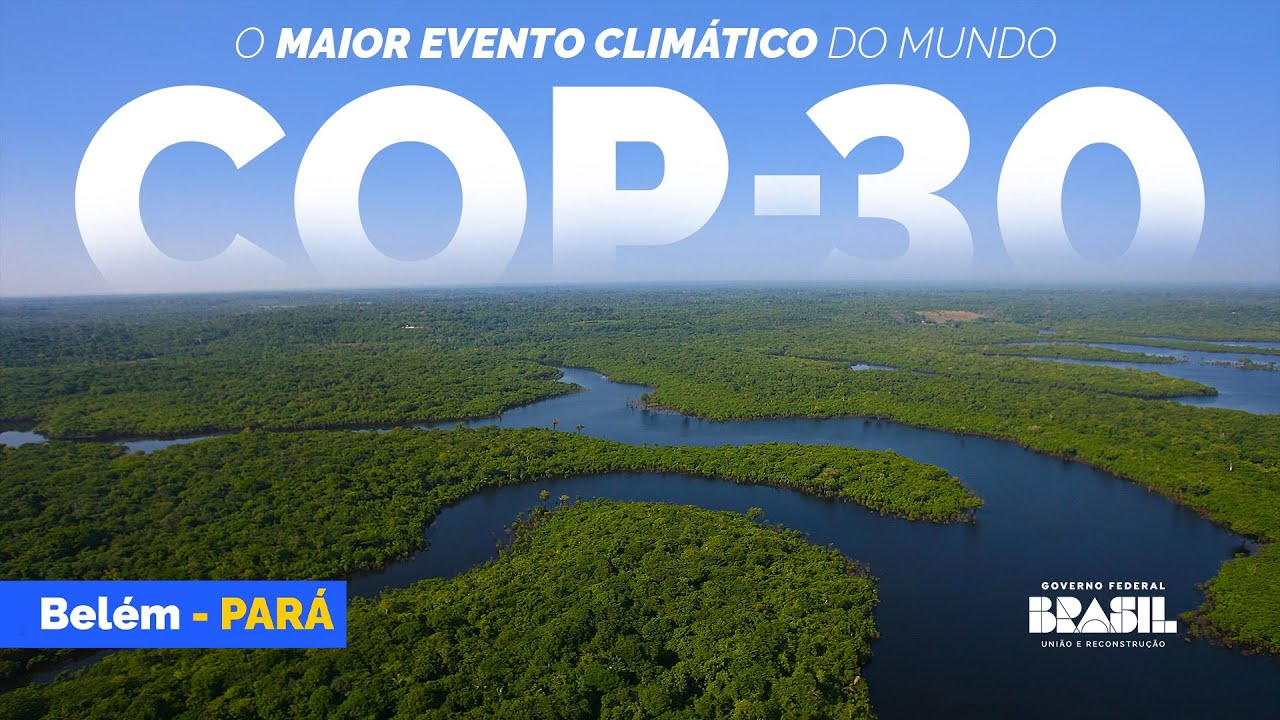 O MAIOR EVENTO CLIMÁTICO DO MUNDO
COP-30
Belém - PARÁ
GOVERNO FEDERAL
BRASIL
UNIÃO E RECONSTRUÇÃO